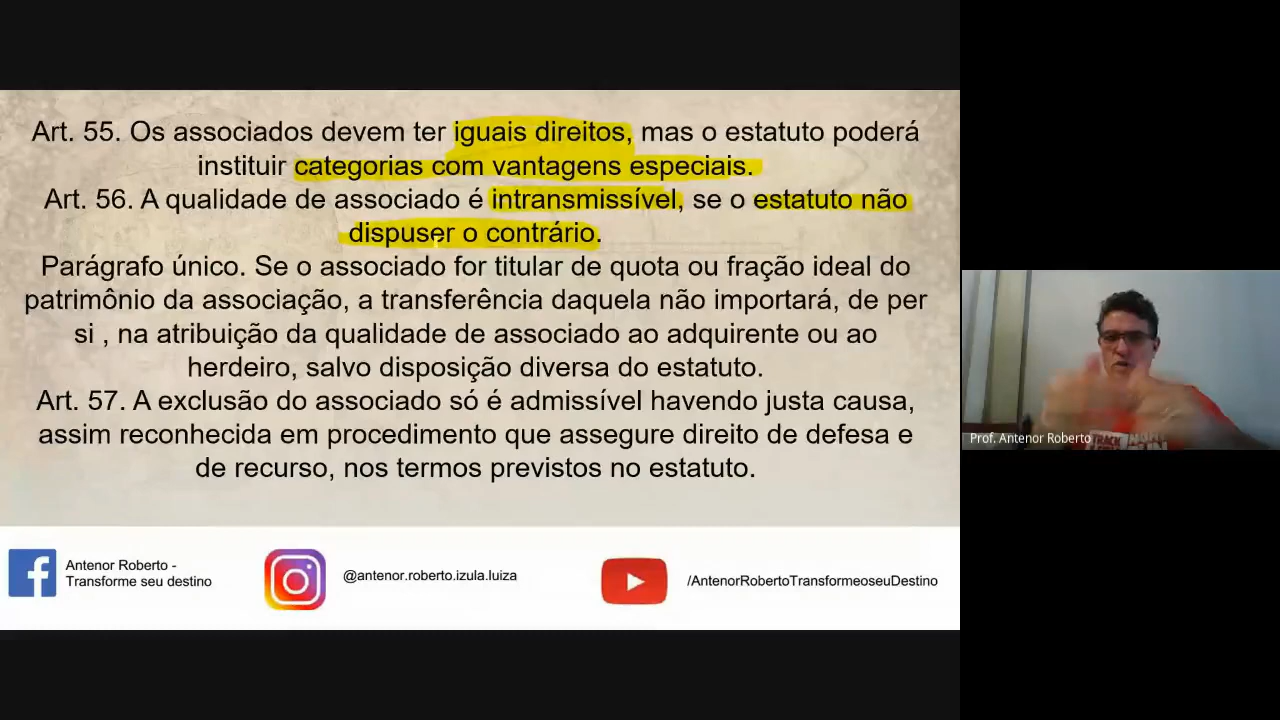 Art. 55. Os associados devem ter iguais direitos, mas o estatuto poderá
instituir categorias com vantagens especiais.
Art. 56. A qualidade de associado é intransmissível, se o estatuto não
dispuser o contrário.
Parágrafo único. Se o associado for titular de quota ou fração ideal do
patrimônio da associação, a transferência daquela não importará, de per
si , na atribuição da qualidade de associado ao adquirente ou ao
herdeiro, salvo disposição diversa do estatuto.
Art. 57. A exclusão do associado só é admissível havendo justa causa,
assim reconhecida em procedimento que assegure direito de defesa e
de recurso, nos termos previstos no estatuto.
Antenor Roberto -
Transforme seu destino
@antenor.roberto.izula.luiza
/AntenorRobertoTransformeoseuDestino
Prof. Antenor Roberto